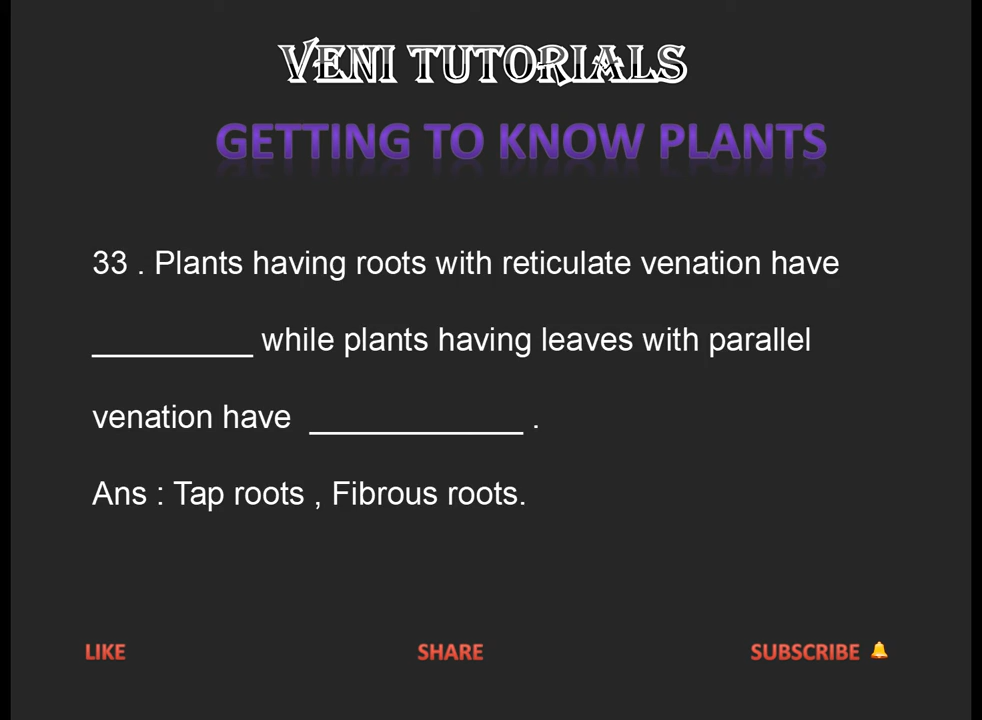 VENI TUTORIALS
GETTING TO KNOW PLANTS
33 . Plants having roots with reticulate venation have
_________ while plants having leaves with parallel
venation have ____________ .
Ans : Tap roots , Fibrous roots.
LIKE SHARE SUBSCRIBE 🔔